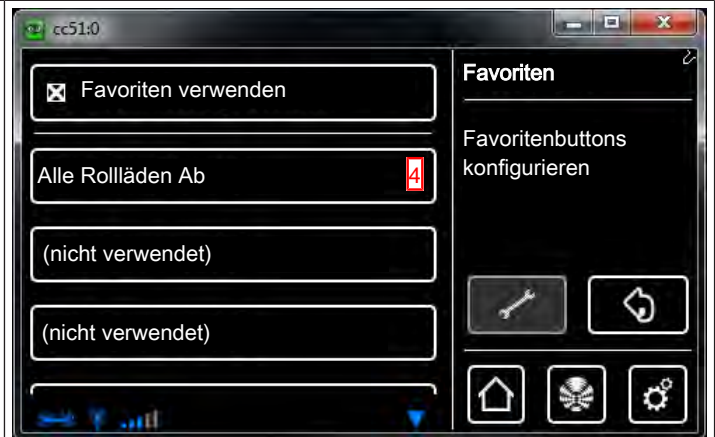 cc51:0
Favoriten verwenden
Alle Rollläden Ab 4
(nicht verwendet)
(nicht verwendet)
Favoriten
Favoritenbuttons
konfigurieren